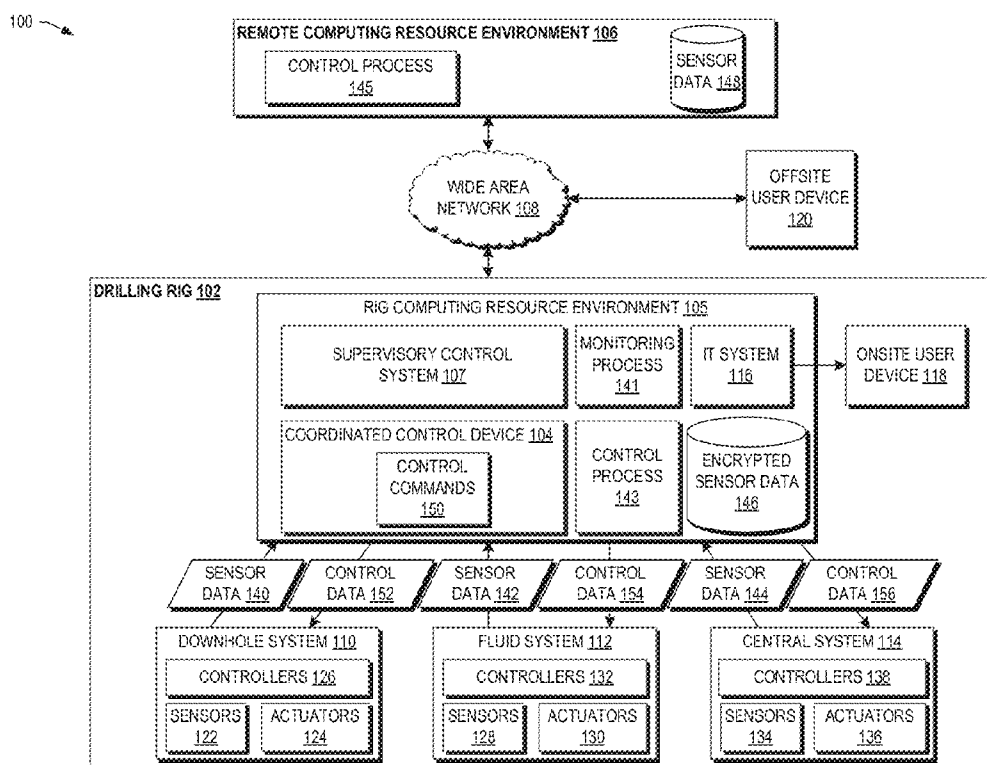 100
REMOTE COMPUTING RESOURCE ENVIRONMENT 106
CONTROL PROCESS
145
SENSOR
DATA 148
WIDE AREA
NETWORK 108
OFFSITE
USER DEVICE
120
DRILLING RIG 102
RIG COMPUTING RESOURCE ENVIRONMENT 105
SUPERVISORY CONTROL
SYSTEM 107
MONITORING
PROCESS
141
IT SYSTEM
116
ONSITE USER
DEVICE 118
COORDINATED CONTROL DEVICE 104
CONTROL
COMMANDS
150
CONTROL
PROCESS
143
ENCRYPTED
SENSOR DATA
146
SENSOR
DATA 140
CONTROL
DATA 152
SENSOR
DATA 142
CONTROL
DATA 154
SENSOR
DATA 144
CONTROL
DATA 156
DOWNHOLE SYSTEM 110
CONTROLLERS 126
SENSORS
122
ACTUATORS
124
FLUID SYSTEM 112
CONTROLLERS 132
SENSORS
128
ACTUATORS
130
CENTRAL SYSTEM 114
CONTROLLERS 138
SENSORS
134
ACTUATORS
136